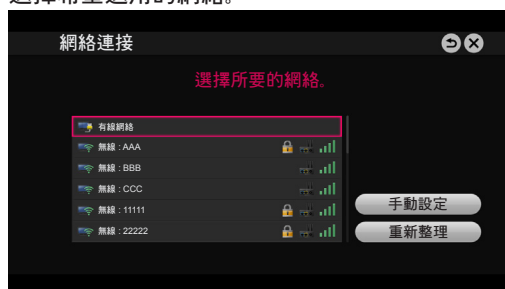 網絡連接
選擇所要的網絡。
有線網絡
無線 : AAA
無線 : BBB
無線 : CCC
無線 : 11111
無線 : 22222
手動設定
重新整理